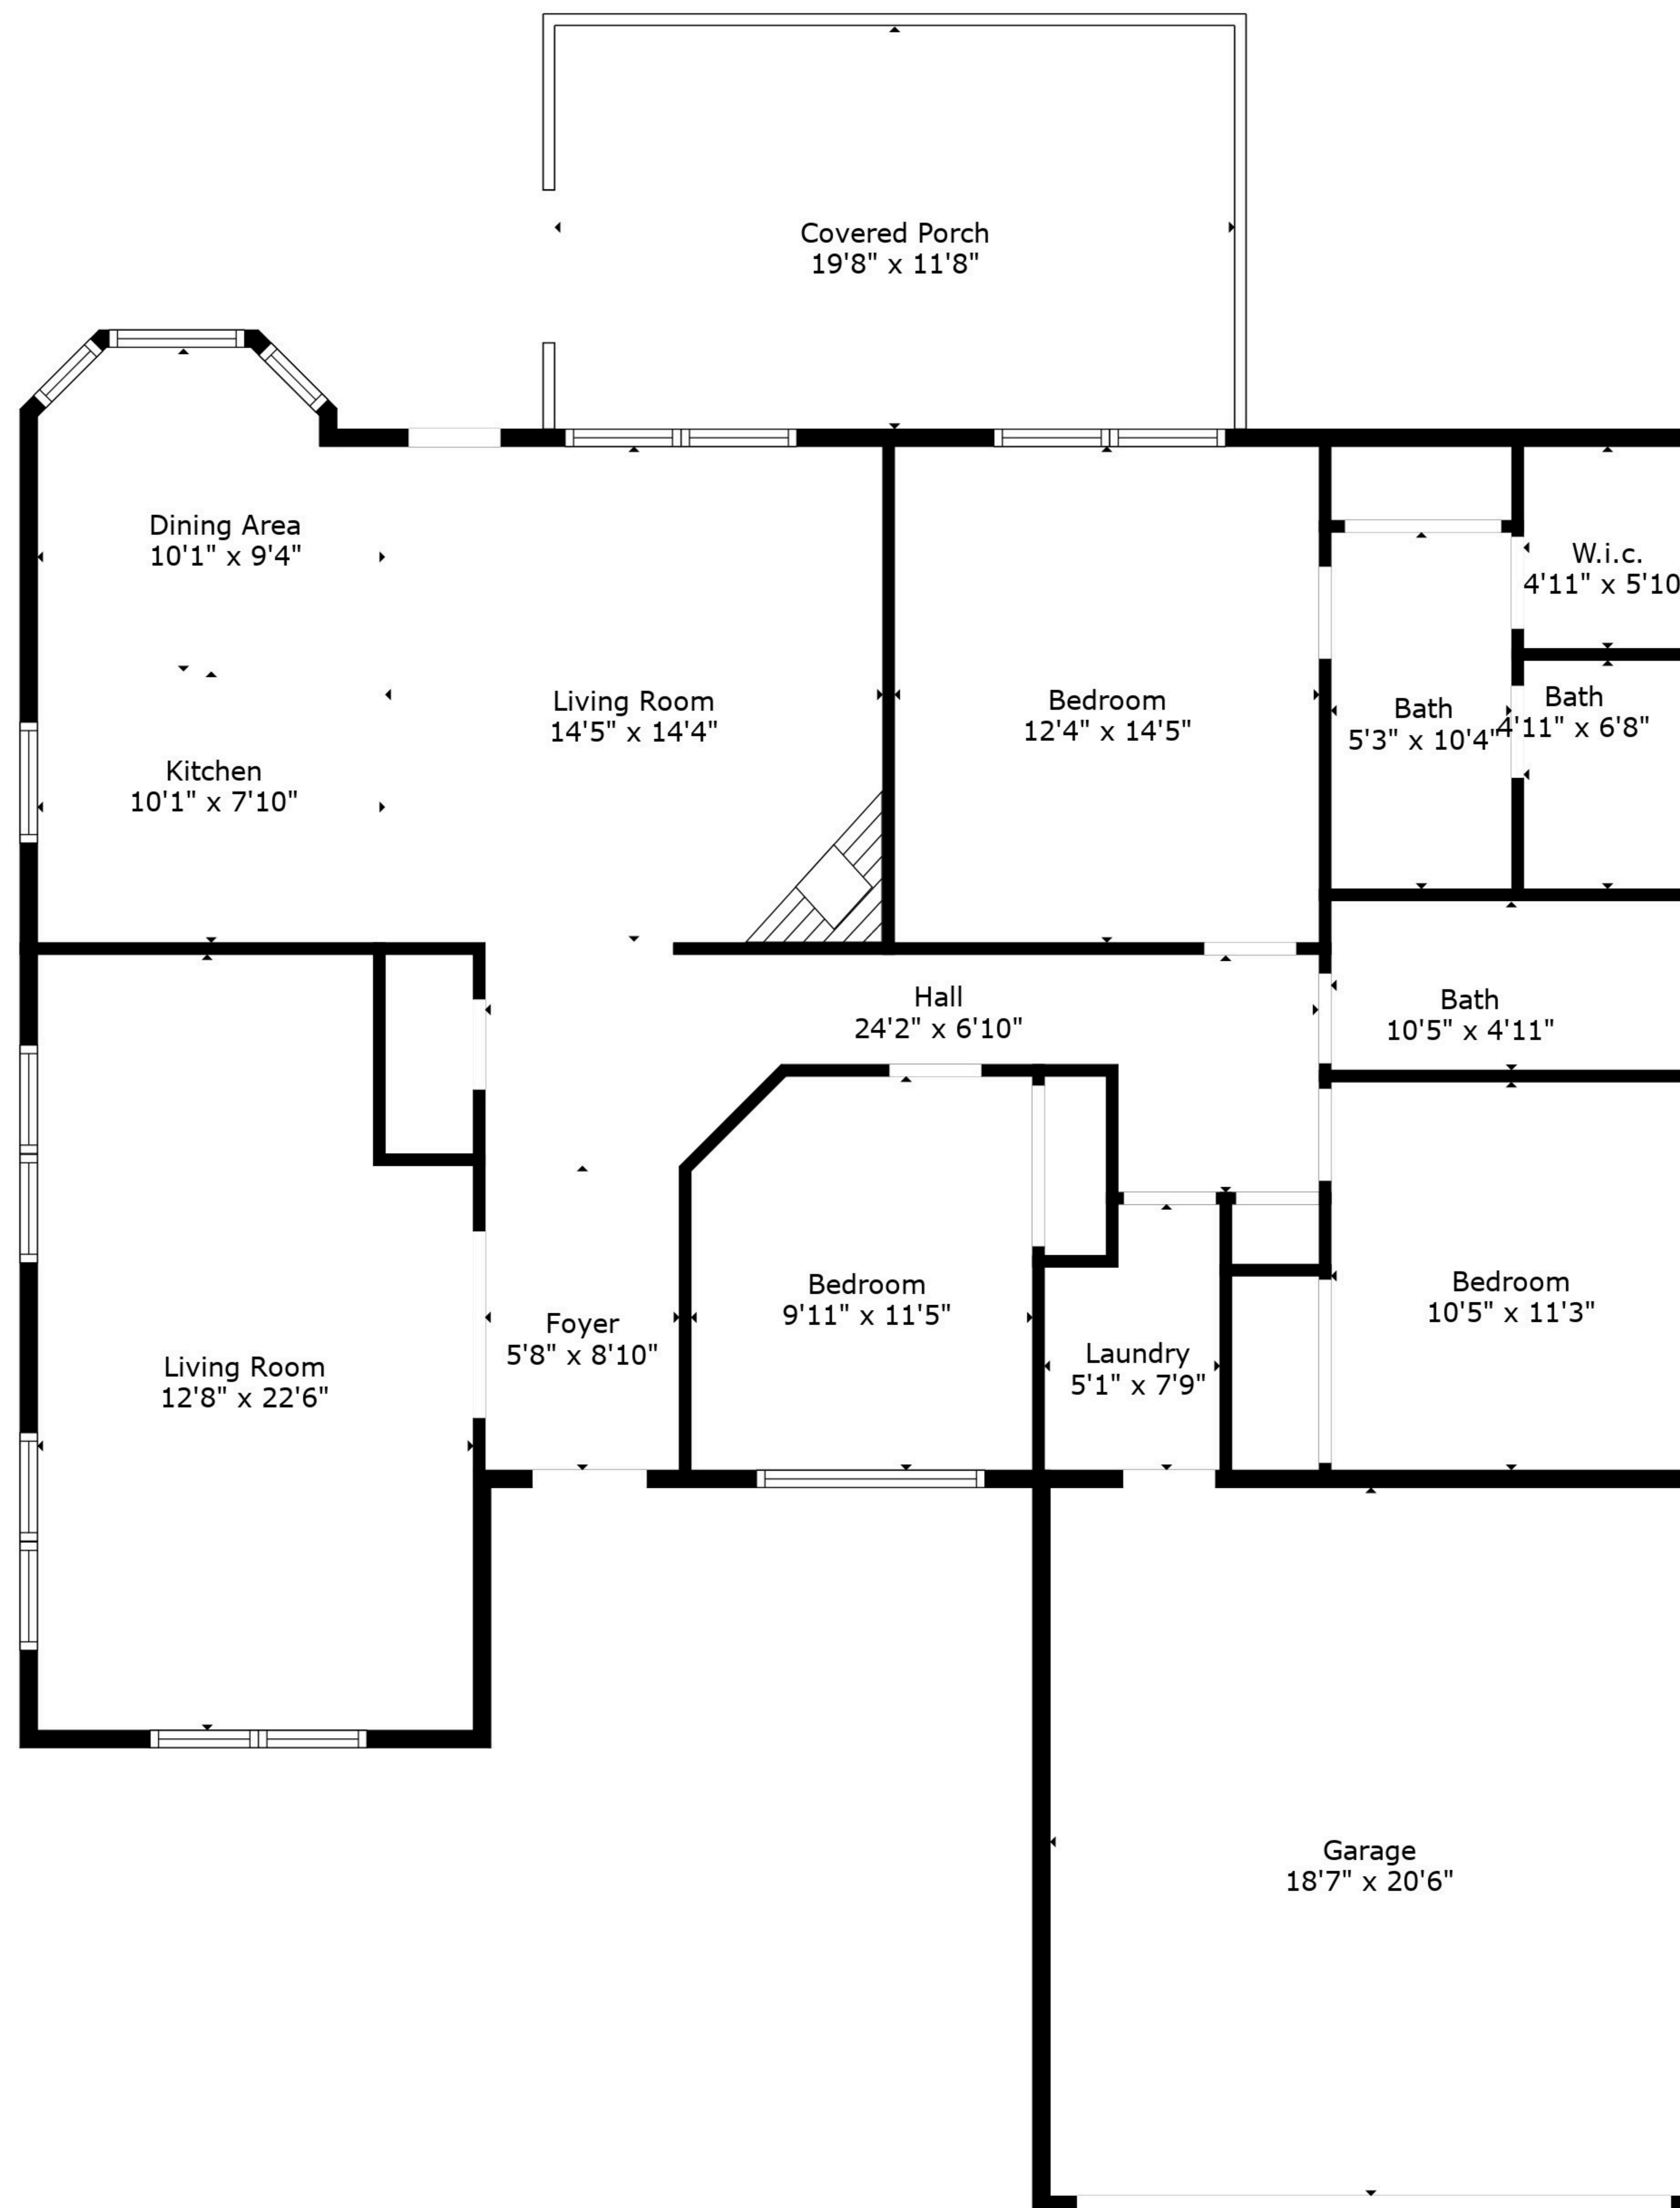 Covered Porch
19'8" x 11'8"
Dining Area
10'1" x 9'4"
W.i.c.
4'11" x 5'10
Living Room
14'5" x 14'4"
Bedroom
12'4" x 14'5"
Bath
5'3" x 10'4"
Bath
4'11" x 6'8"
Kitchen
10'1" x 7'10"
Hall
24'2" x 6'10"
Bath
10'5" x 4'11"
Bedroom
9'11" x 11'5"
Bedroom
10'5" x 11'3"
Foyer
5'8" x 8'10"
Laundry
5'1" x 7'9"
Living Room
12'8" x 22'6"
Garage
18'7" x 20'6"